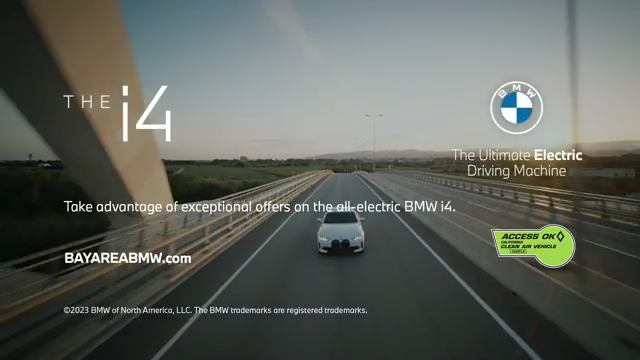 THE i4
BMW
The Ultimate Electric
Driving Machine
Take advantage of exceptional offers on the all-electric BMW i4.
ACCESS OK
CALIFORNIA
CLEAN AIR VEHICLE
SAMPLE
BAYAREABMW.com
©2023 BMW of North America, LLC. The BMW trademarks are registered trademarks.